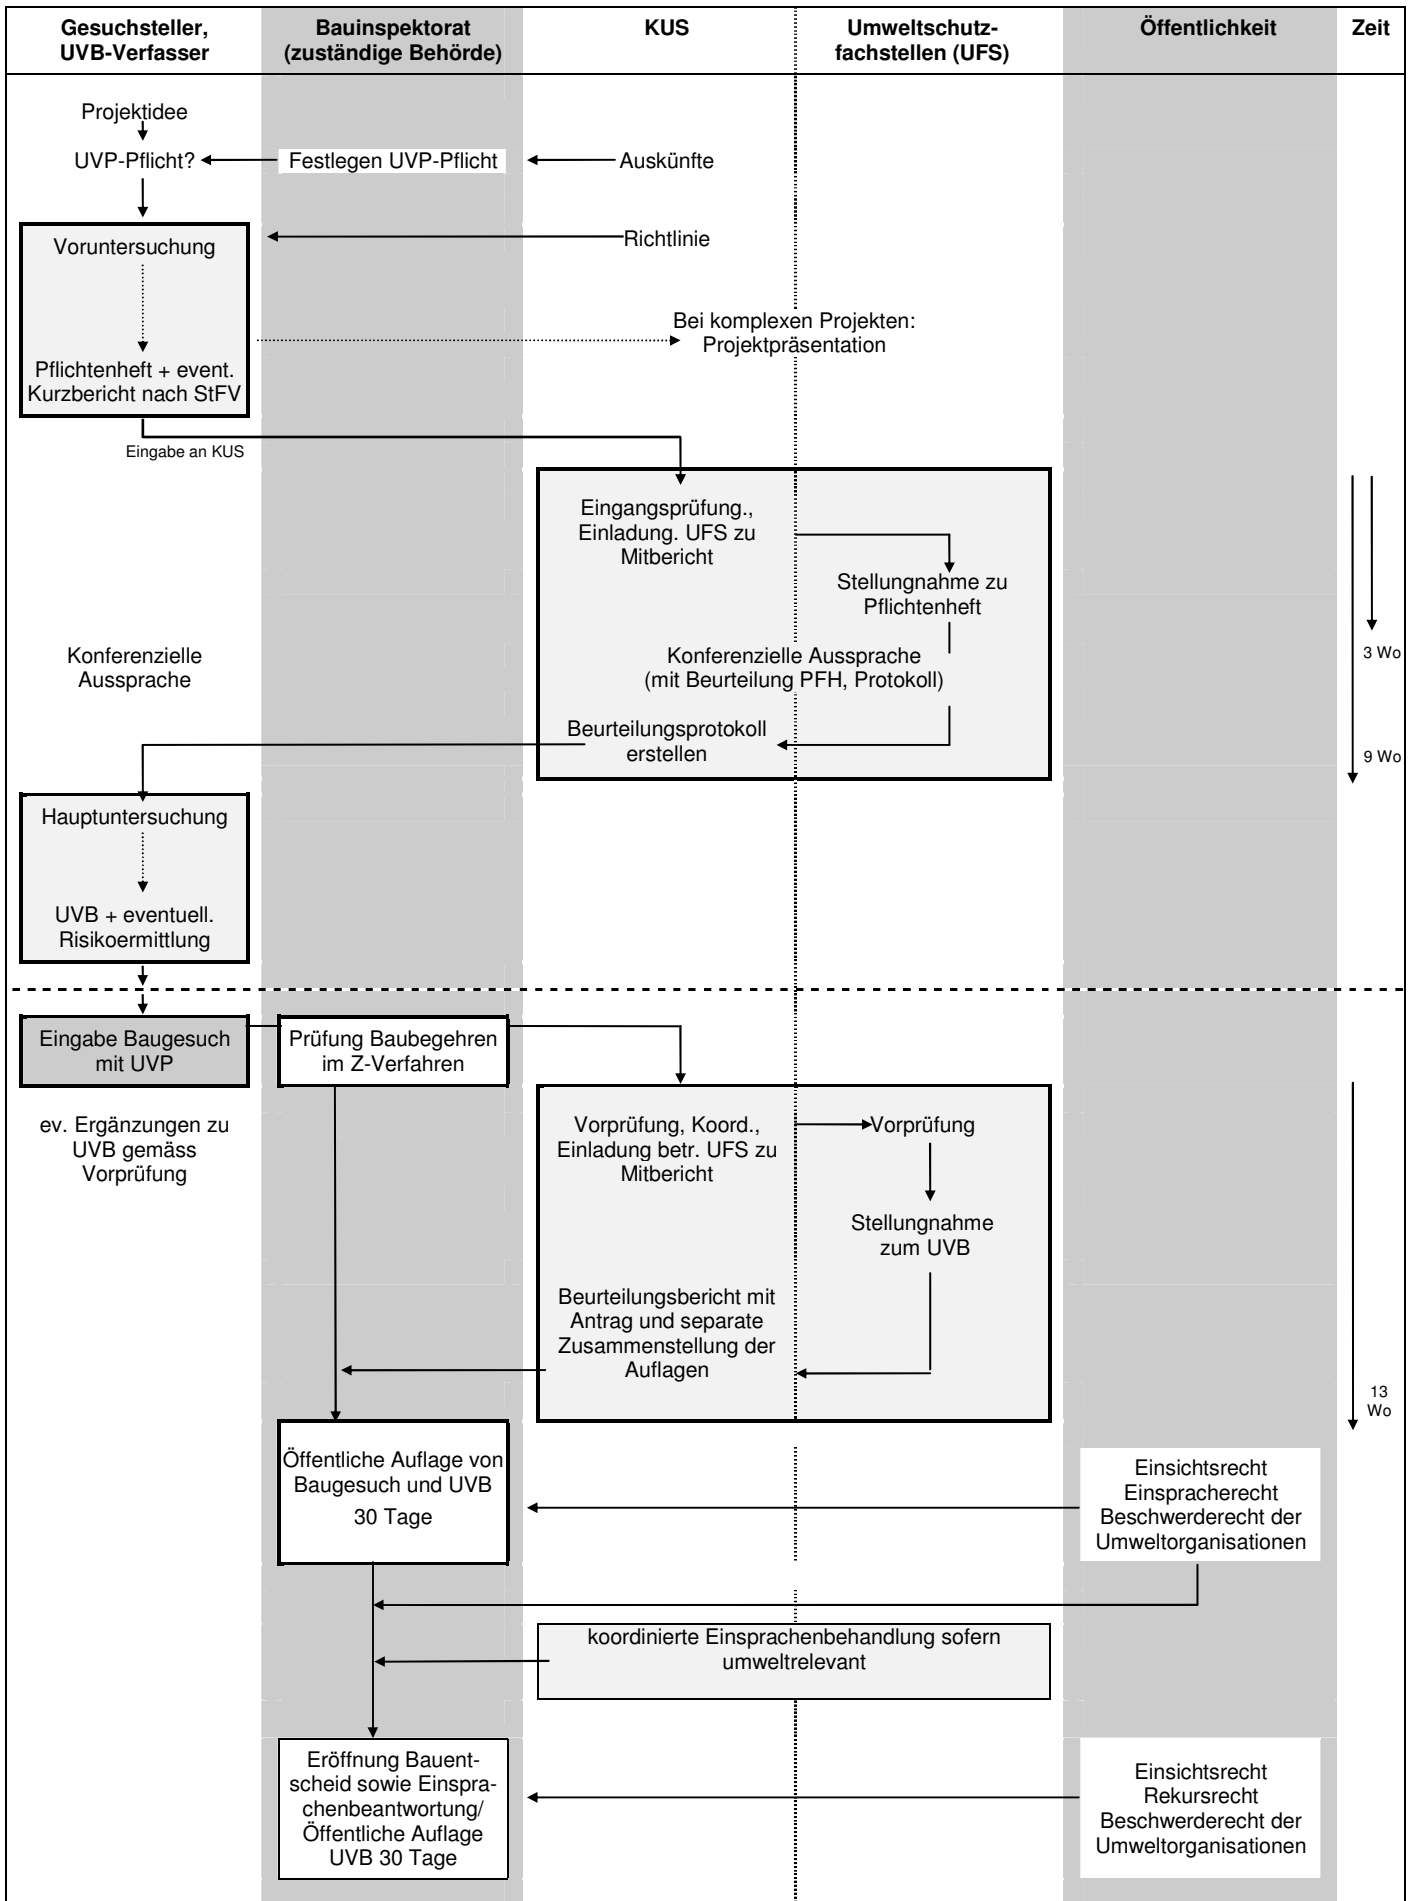 Gesuchsteller,
UVB-Verfasser
Bauinspektorat
(zuständige Behörde)
KUS
Umweltschutz-
fachstellen (UFS)
Öffentlichkeit
Zeit
Projektidee
UVP-Pflicht?
Festlegen UVP-Pflicht
Auskünfte
Voruntersuchung
Richtlinie
Bei komplexen Projekten:
Projektpräsentation
Pflichtenheft + event.
Kurzbericht nach StFV
Eingabe an KUS
Eingangsprüfung.,
Einladung. UFS zu
Mitbericht
Stellungnahme zu
Pflichtenheft
Konferenzielle
Aussprache
Konferenzielle Aussprache
(mit Beurteilung PFH, Protokoll)
3 Wo
Beurteilungsprotokoll
erstellen
9 Wo
Hauptuntersuchung
UVB + eventuell.
Risikoermittlung
Eingabe Baugesuch
mit UVP
Prüfung Baubegehren
im Z-Verfahren
ev. Ergänzungen zu
UVB gemäss
Vorprüfung
Vorprüfung, Koord.,
Einladung betr. UFS zu
Mitbericht
Vorprüfung
Stellungnahme
zum UVB
Beurteilungsbericht mit
Antrag und separate
Zusammenstellung der
Auflagen
13
Wo
Öffentliche Auflage von
Baugesuch und UVB
30 Tage
Einsichtsrecht
Einspracherecht
Beschwerderecht der
Umweltorganisationen
koordinierte Einsprachenbehandlung sofern
umweltrelevant
Eröffnung Bauent-
scheid sowie Einspra-
chenbeantwortung/
Öffentliche Auflage
UVB 30 Tage
Einsichtsrecht
Rekursrecht
Beschwerderecht der
Umweltorganisationen